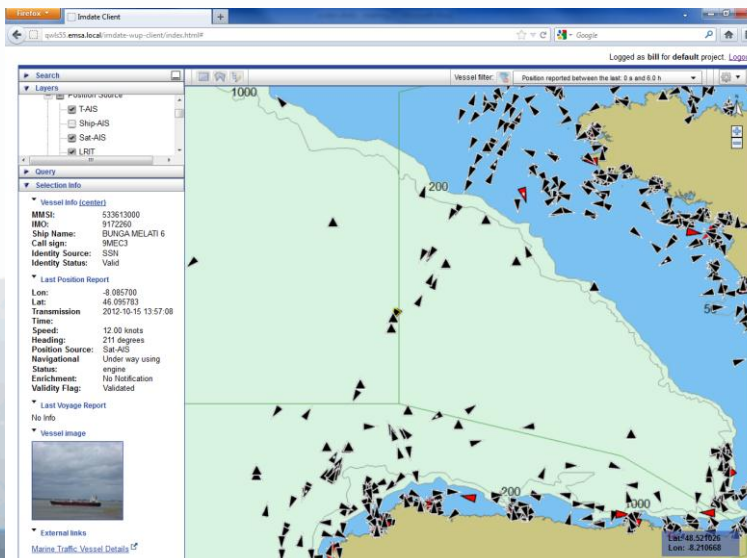 Firefox
Imdate Client
qwls55.emsa.local/imdate-wup-client/index.html#
Google
Logged as bill for default project. Logou
Search
Layers
Position Source
T-AIS
Ship-AIS
Sat-AIS
LRIT
Query
Selection Info
Vessel Info (center)
MMSI: 533613000
IMO: 9172260
Ship Name: BUNGA MELATI 6
Call sign: 9MEC3
Identity Source: SSN
Identity Status: Valid
Last Position Report
Lon: -8.085700
Lat: 46.095783
Transmission Time: 2012-10-15 13:57:08
Speed: 12.00 knots
Heading: 211 degrees
Position Source: Sat-AIS
Navigational Status: Under way using engine
Enrichment: No Notification
Validity Flag: Validated
Last Voyage Report
No Info
Vessel image
External links
Marine Traffic Vessel Details
Vessel filter: Position reported between the last: 0 s and 6.0 h
1000
200
200
1000
Lat: 48.521026
Lon: -8.210668